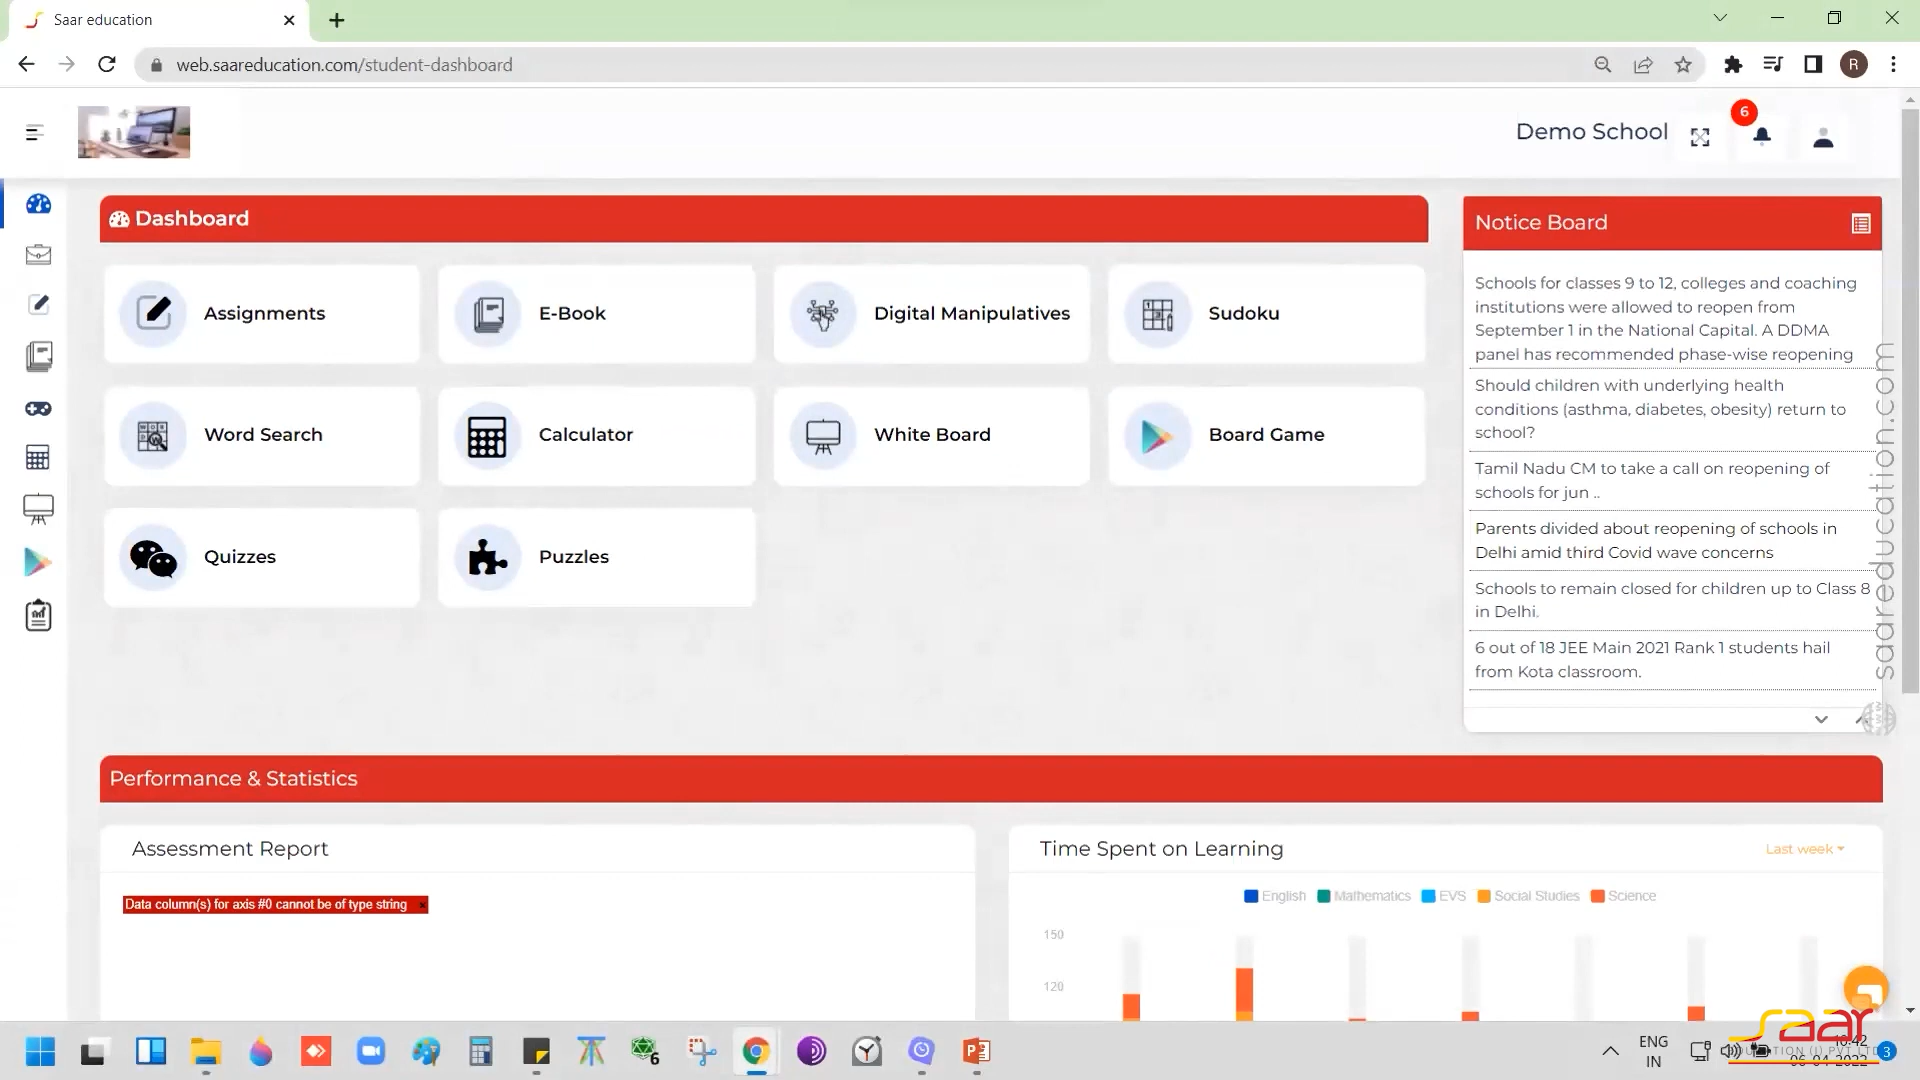 Saar education
web.saareducation.com/student-dashboard
R
6
Demo School
Dashboard
Assignments
E-Book
Digital Manipulatives
Sudoku
Word Search
Calculator
White Board
Board Game
Quizzes
Puzzles
Notice Board
Schools for classes 9 to 12, colleges and coaching
institutions were allowed to reopen from
September 1 in the National Capital. A DDMA
panel has recommended phase-wise reopening
Should children with underlying health
conditions (asthma, diabetes, obesity) return to
school?
Tamil Nadu CM to take a call on reopening of
schools for jun ..
Parents divided about reopening of schools in
Delhi amid third Covid wave concerns
Schools to remain closed for children up to Class 8
in Delhi.
6 out of 18 JEE Main 2021 Rank 1 students hail
from Kota classroom.
saareducation.com
Performance & Statistics
Assessment Report
Data column(s) for axis #0 cannot be of type string
Time Spent on Learning
Last week
English Mathematics EVS Social Studies Science
150
120
saar
ENG
IN
10:42
06-04-2022
3